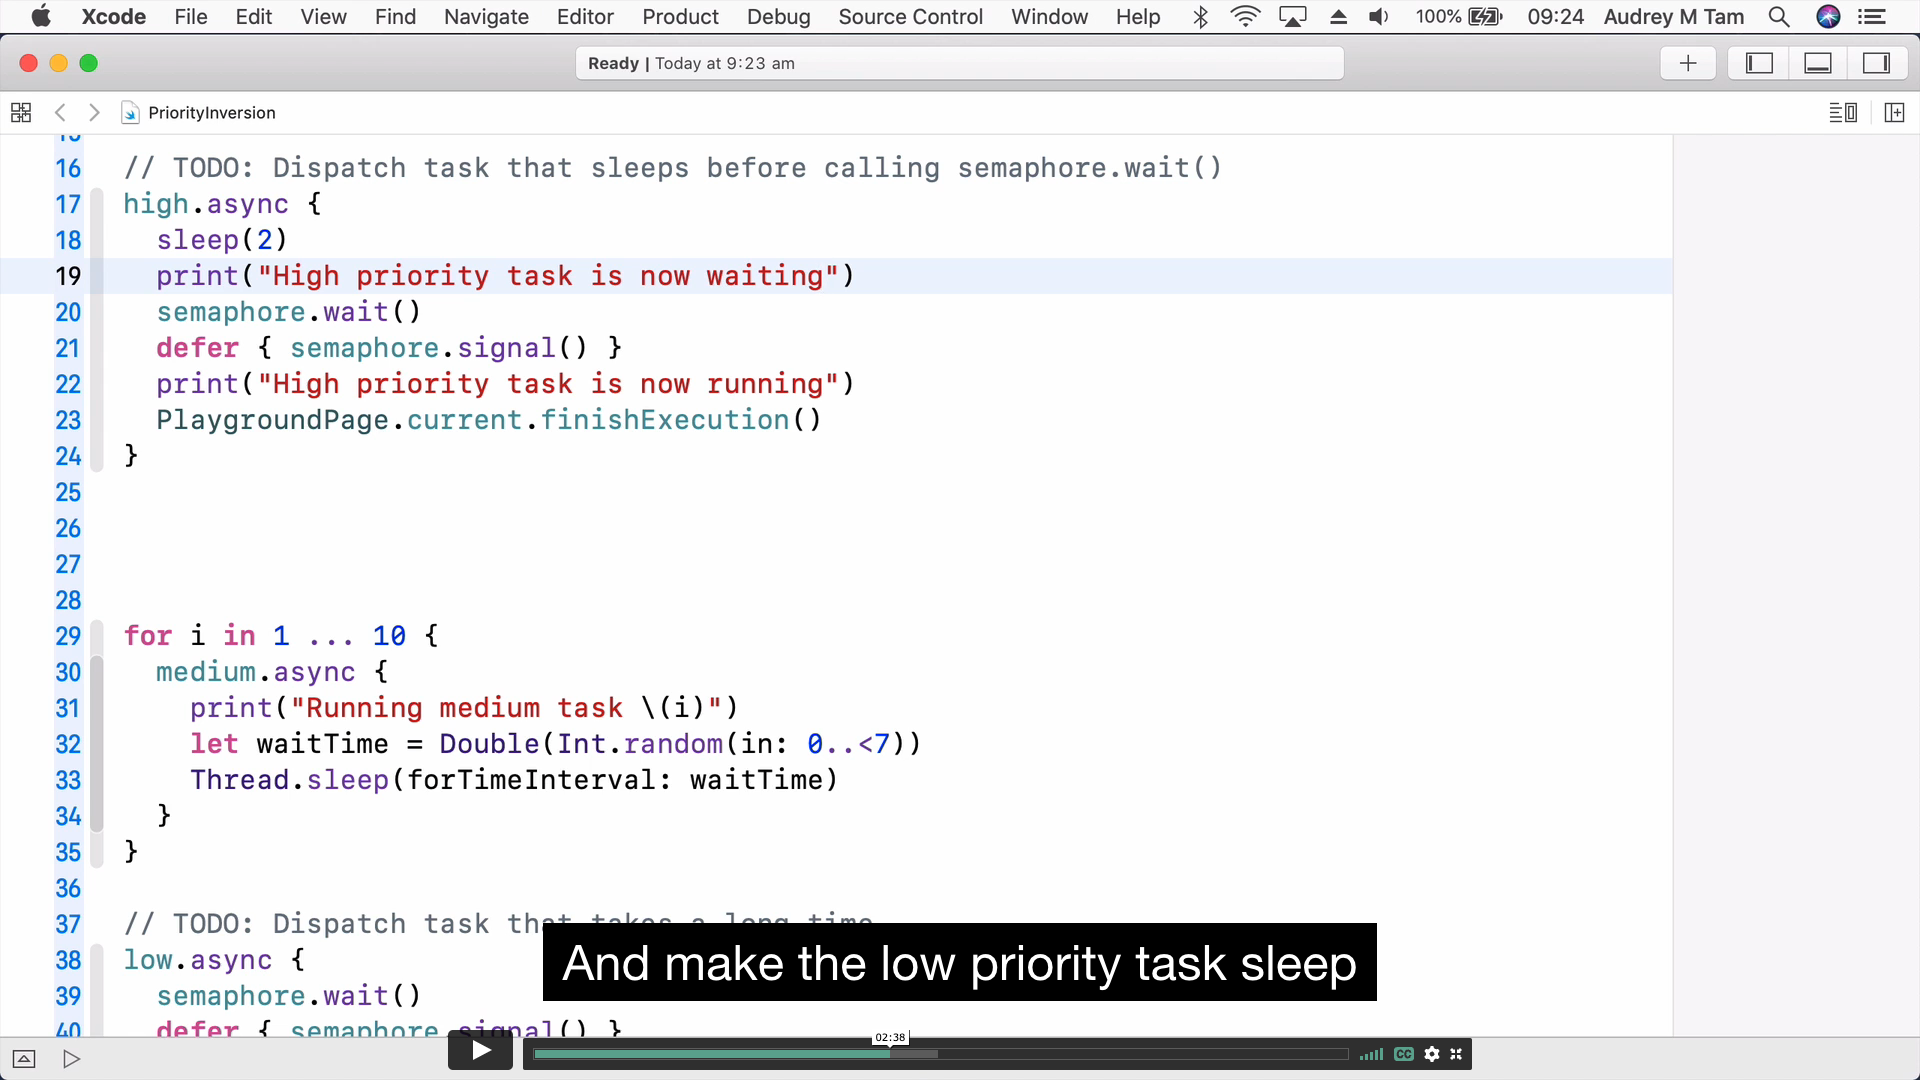 Xcode File Edit View Find Navigate Editor Product Debug Source Control Window Help 100% 09:24 Audrey M Tam
Ready | Today at 9:23 am
PriorityInversion
16 // TODO: Dispatch task that sleeps before calling semaphore.wait()
17 high.async {
18 sleep(2)
19 print("High priority task is now waiting")
20 semaphore.wait()
21 defer { semaphore.signal() }
22 print("High priority task is now running")
23 PlaygroundPage.current.finishExecution()
24 }
25
26
27
28
29 for i in 1 ... 10 {
30 medium.async {
31 print("Running medium task \(i)")
32 let waitTime = Double(Int.random(in: 0..<7))
33 Thread.sleep(forTimeInterval: waitTime)
34 }
35 }
36
37 // TODO: Dispatch task that takes a long time
38 low.async {
39 semaphore.wait()
40 defer { semaphore.signal() }
And make the low priority task sleep
02:38
CC